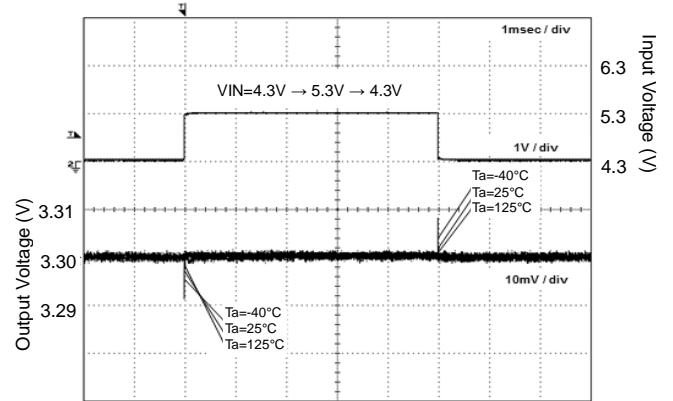 1msec / div
6.3
VIN=4.3V → 5.3V → 4.3V
5.3
Input Voltage (V)
1V / div
4.3
Ta=-40°C
Ta=25°C
Ta=125°C
3.31
3.30
Output Voltage (V)
10mV / div
3.29
Ta=-40°C
Ta=25°C
Ta=125°C